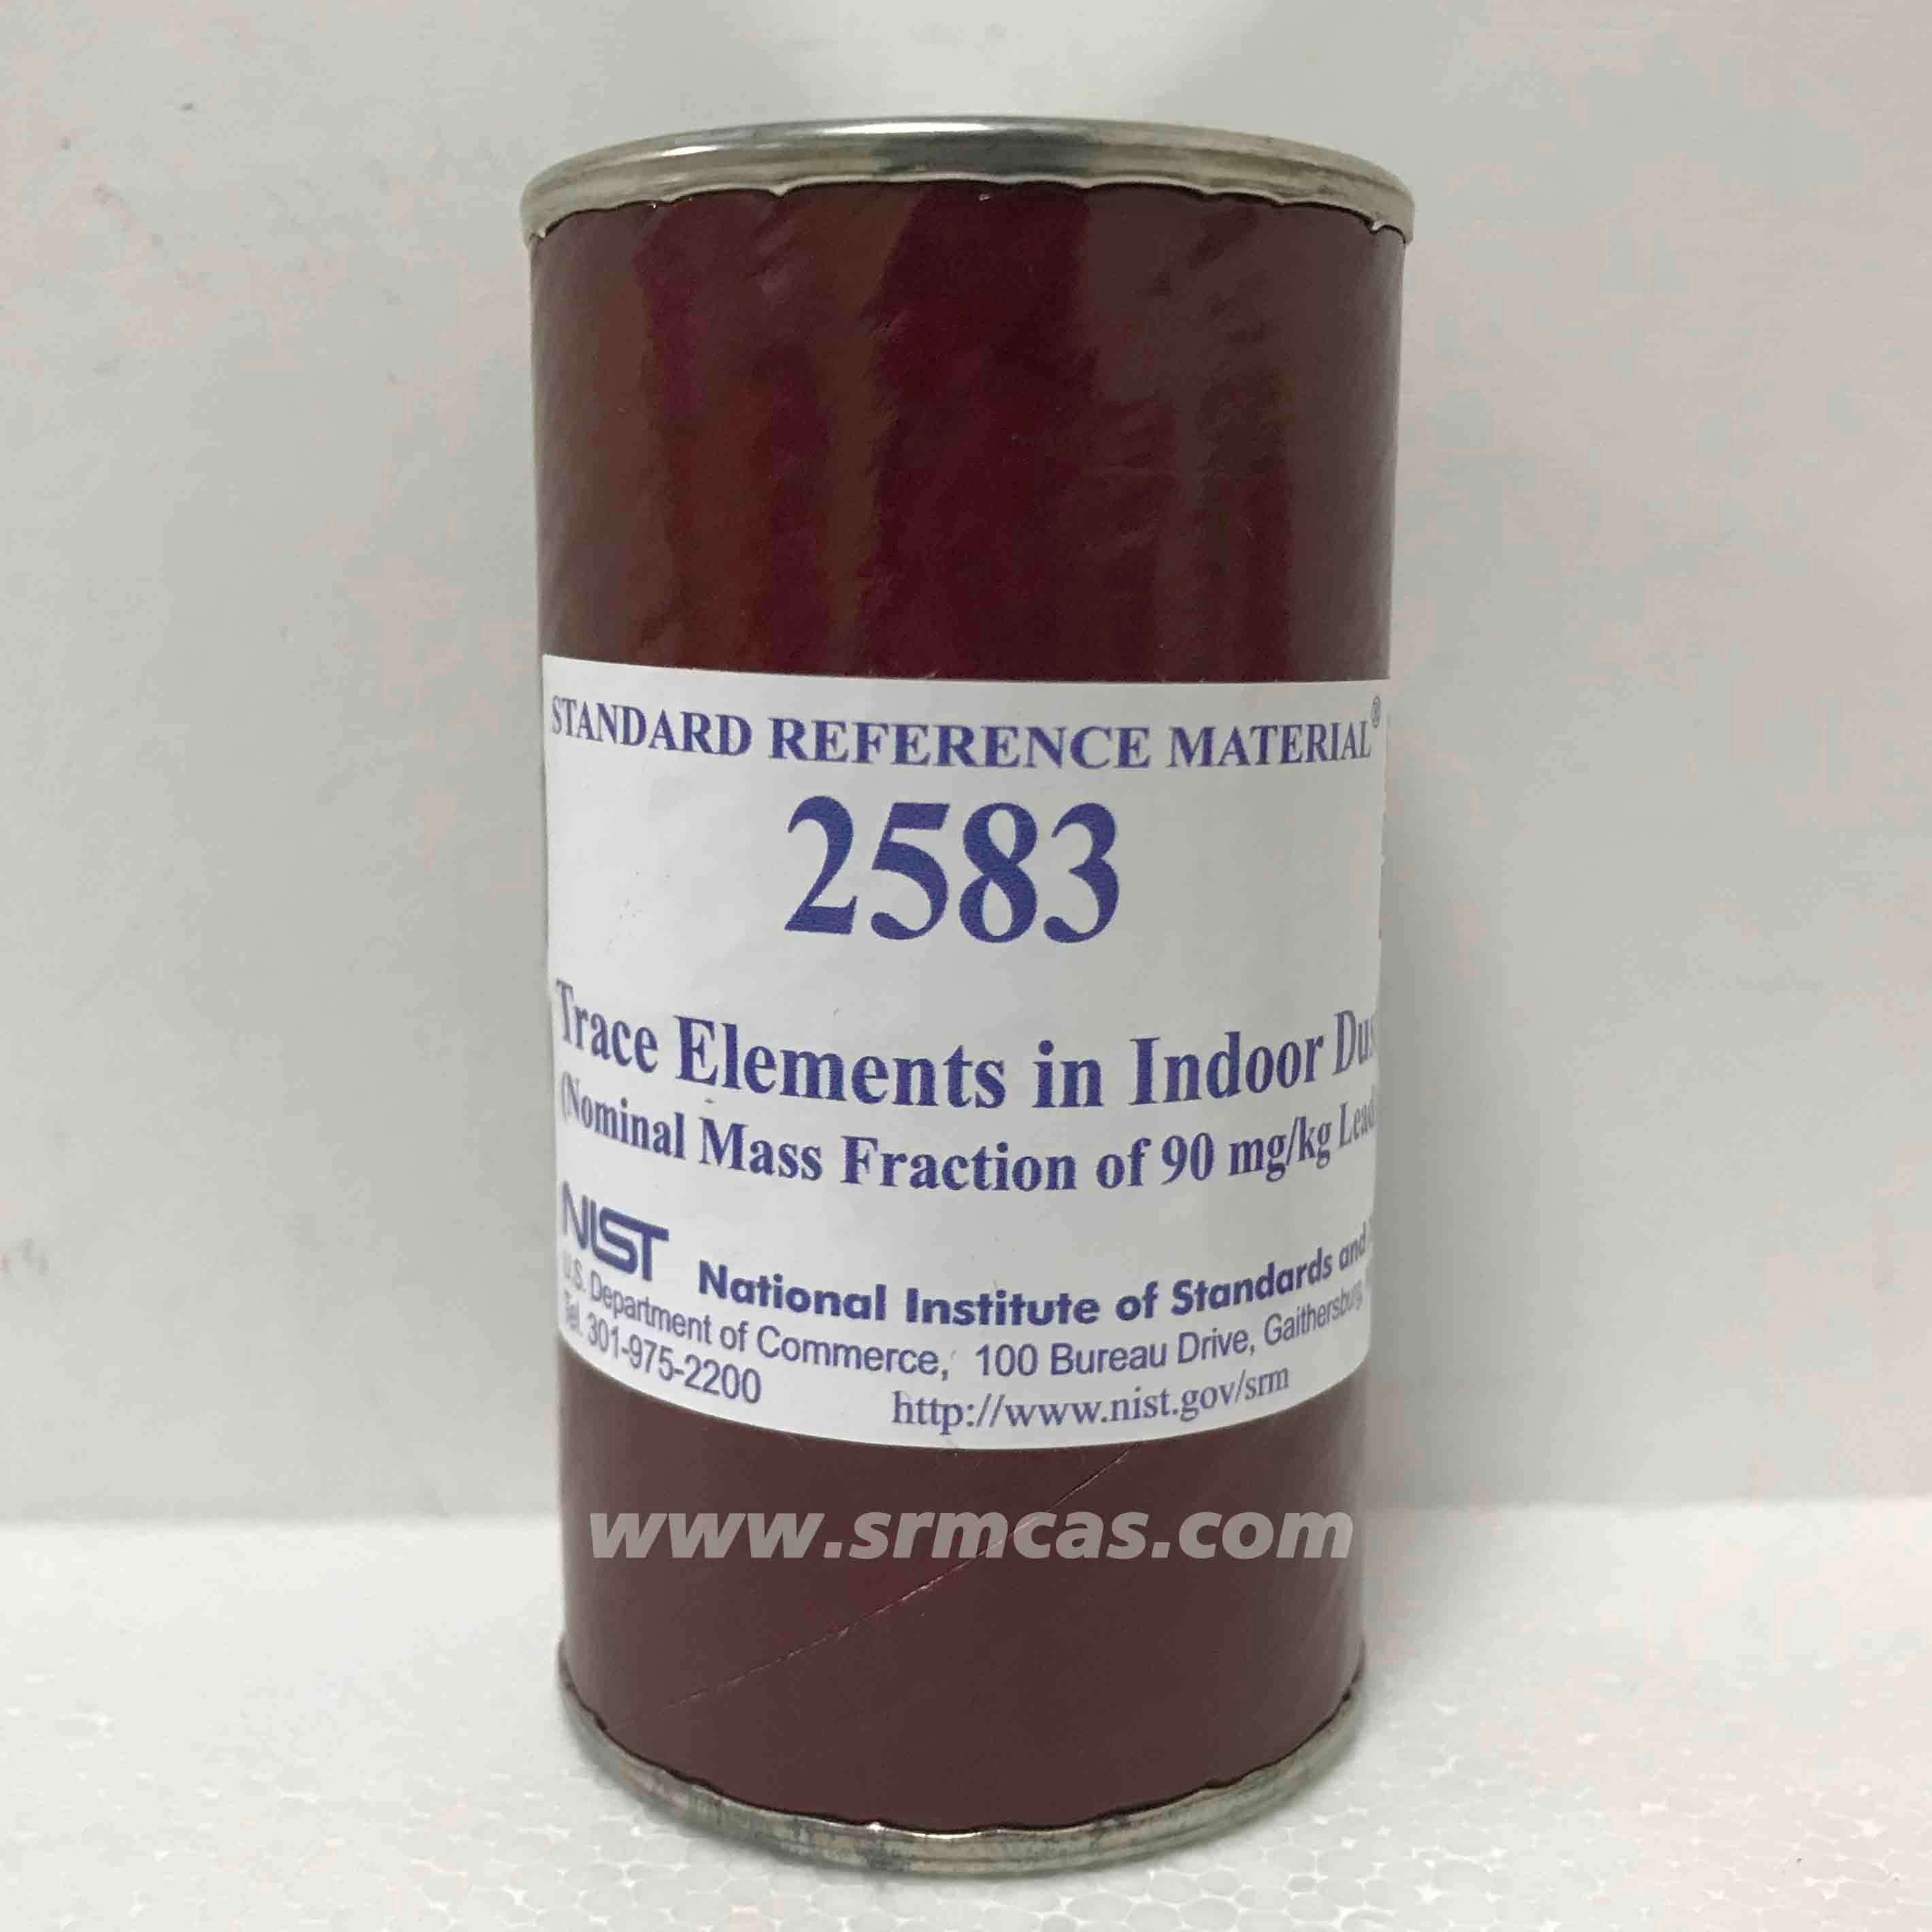 STANDARD REFERENCE MATERIAL®
2583
Trace Elements in Indoor
(Nominal Mass Fraction of 90 mg/kg Lead
NIST
National Institute of Standards and
U.S. Department of Commerce, 100 Bureau Drive, Gaithersburg,
Tel. 301-975-2200
http://www.nist.gov/srm
www.srmcas.com